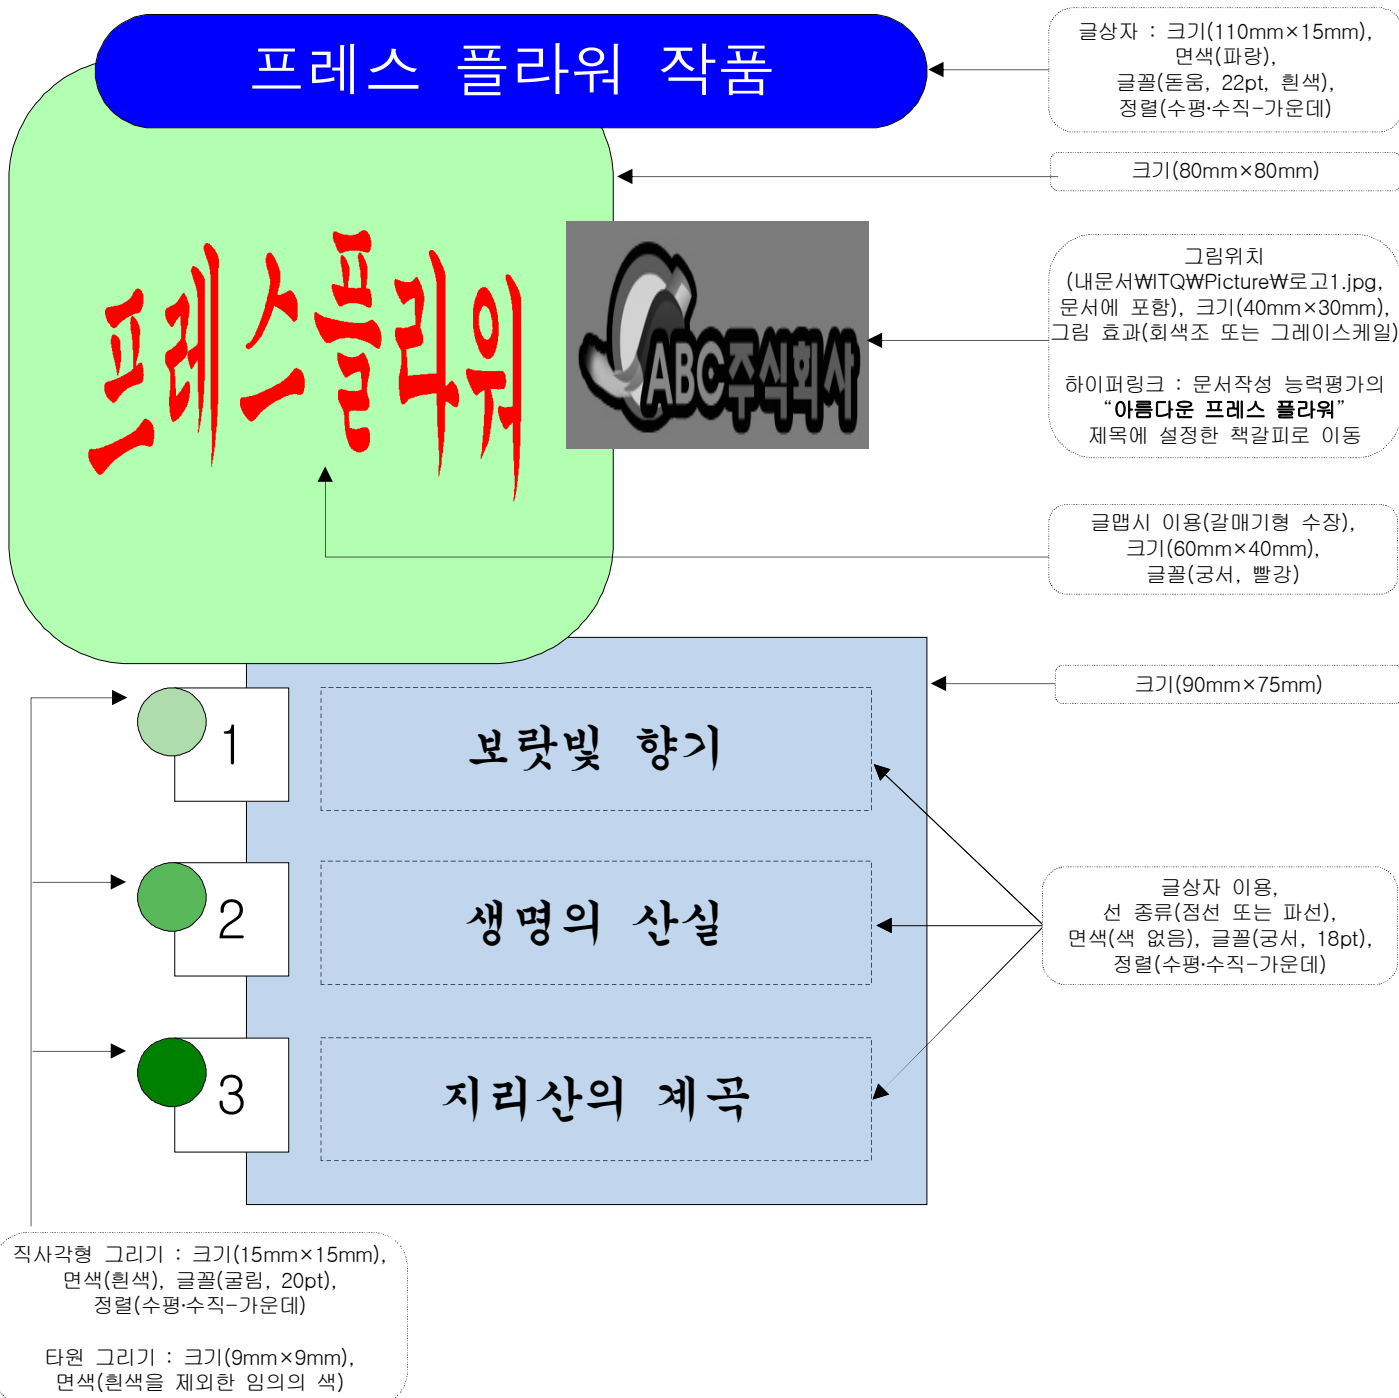 프레스 플라워 작품
글상자 : 크기(110mm×15mm),
면색(파랑),
글꼴(돋움, 22pt, 흰색),
정렬(수평·수직-가운데)
크기(80mm×80mm)
프레스플라워
ABC주식회사
그림위치
(내문서₩ITQ₩Picture₩로고1.jpg,
문서에 포함), 크기(40mm×30mm),
그림 효과(회색조 또는 그레이스케일)
하이퍼링크 : 문서작성 능력평가의
“아름다운 프레스 플라워”
제목에 설정한 책갈피로 이동
글맵시 이용(갈매기형 수장),
크기(60mm×40mm),
글꼴(궁서, 빨강)
크기(90mm×75mm)
1
보랏빛 향기
2
생명의 산실
글상자 이용,
선 종류(점선 또는 파선),
면색(색 없음), 글꼴(궁서, 18pt),
정렬(수평·수직-가운데)
3
지리산의 계곡
직사각형 그리기 : 크기(15mm×15mm),
면색(흰색), 글꼴(굴림, 20pt),
정렬(수평·수직-가운데)
타원 그리기 : 크기(9mm×9mm),
면색(흰색을 제외한 임의의 색)